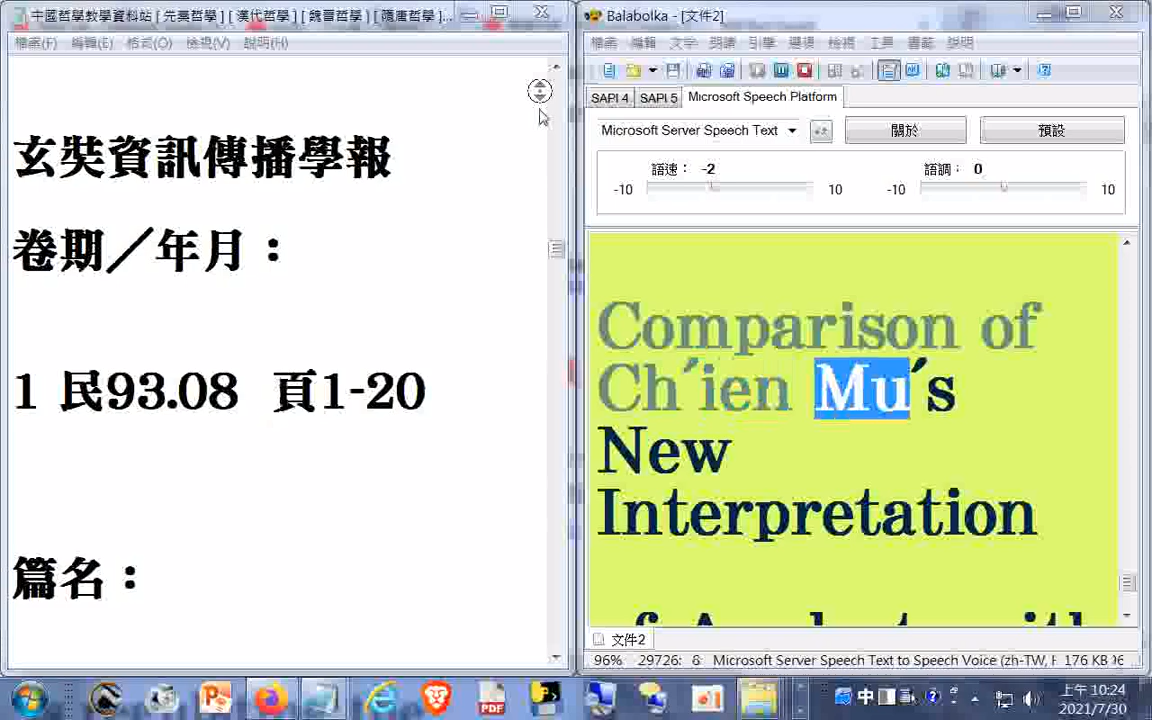 中國哲學教學資料站 [ 先秦哲學 ] [ 漢代哲學 ] [ 魏晉哲學 ] [ 隋唐哲學 ]...
檔案(F) 編輯(E) 格式(O) 檢視(V) 說明(H)
玄奘資訊傳播學報
卷期／年月：
1 民93.08 頁1-20
篇名：
Balabolka - [文件2]
檔案 編輯 文字 朗讀 引擎 選項 檢視 工具 書籤 說明
SAPI 4 SAPI 5 Microsoft Speech Platform
Microsoft Server Speech Text 關於 預設
語速： -2 語調： 0
-10 10 -10 10
Comparison of
Ch´ien Mu´s
New
Interpretation
of Analects with
文件2
96% 29726: 8 Microsoft Server Speech Text to Speech Voice (zh-TW, 176 KB
PDF
中
上午 10:24
2021/7/30